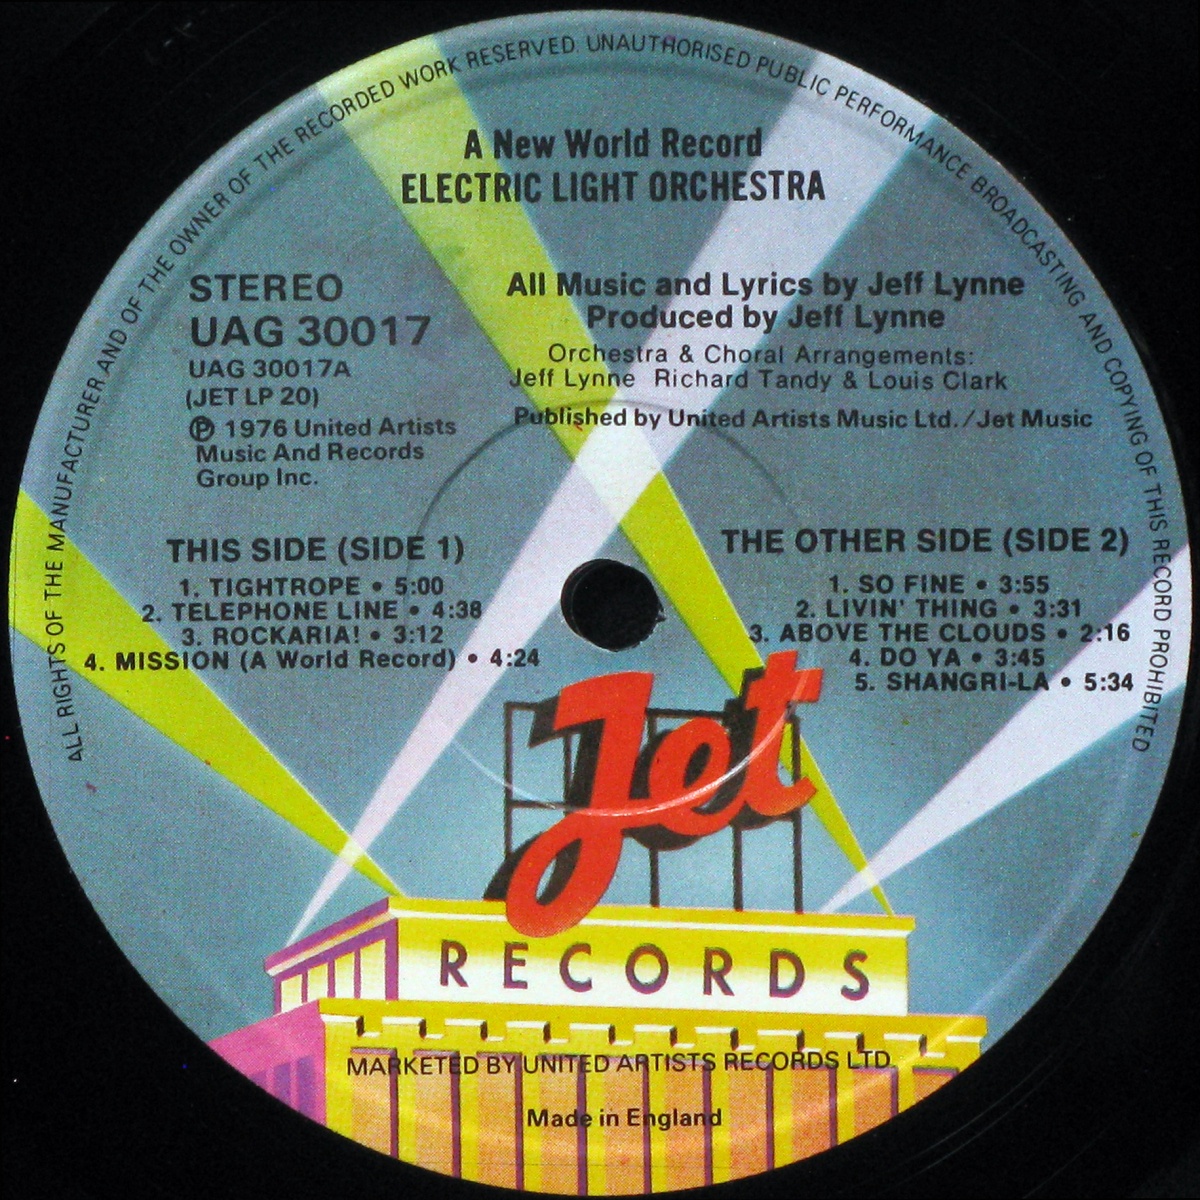 ALL RIGHTS OF THE MANUFACTURER AND OF THE OWNER OF THE RECORDED WORK RESERVED. UNAUTHORISED PUBLIC PERFORMANCE BROADCASTING AND COPYING OF THIS RECORD PROHIBITED
A New World Record
ELECTRIC LIGHT ORCHESTRA
STEREO
UAG 30017
UAG 30017A
(JET LP 20)
℗ 1976 United Artists
Music And Records
Group Inc.
All Music and Lyrics by Jeff Lynne
Produced by Jeff Lynne
Orchestra & Choral Arrangements:
Jeff Lynne Richard Tandy & Louis Clark
Published by United Artists Music Ltd./Jet Music
THIS SIDE (SIDE 1)
1. TIGHTROPE • 5:00
2. TELEPHONE LINE • 4:38
3. ROCKARIA! • 3:12
4. MISSION (A World Record) • 4:24
THE OTHER SIDE (SIDE 2)
1. SO FINE • 3:55
2. LIVIN' THING • 3:31
3. ABOVE THE CLOUDS • 2:16
4. DO YA • 3:45
5. SHANGRI-LA • 5:34
Jet
RECORDS
MARKETED BY UNITED ARTISTS RECORDS LTD.
Made in England